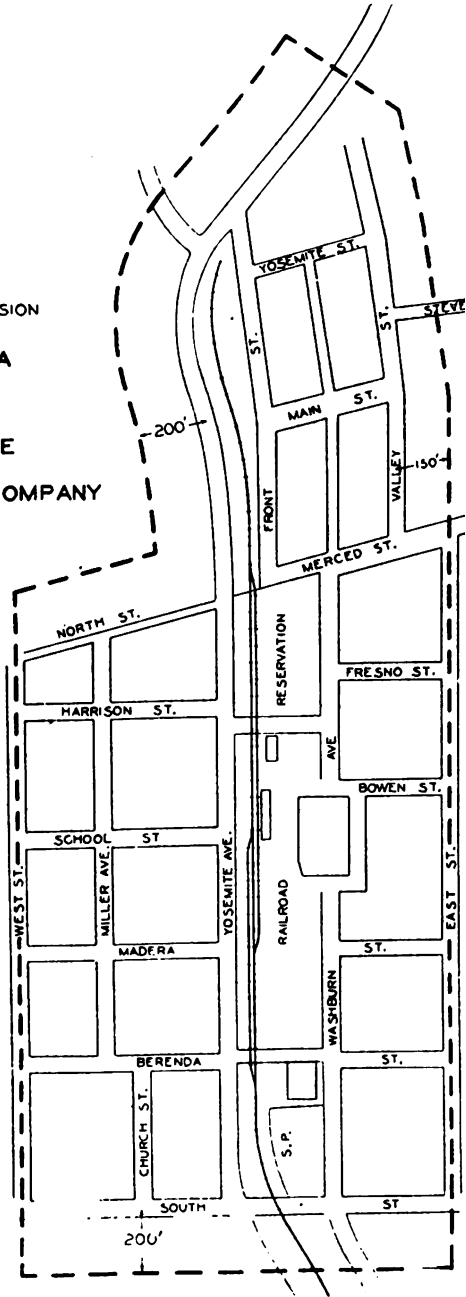 SION
A
E
OMPANY
YOSEMITE ST.
ST.
ST.
MAIN ST.
200'
FRONT
VALLEY
150'
MERCED ST.
NORTH ST.
RESERVATION
FRESNO ST.
HARRISON ST.
AVE
BOWEN ST.
SCHOOL ST
WEST ST.
MILLER AVE.
YOSEMITE AVE.
RAILROAD
EAST ST.
MADERA ST.
WASHBURN
BERENDA ST.
CHURCH ST.
S.P.
SOUTH ST
200'